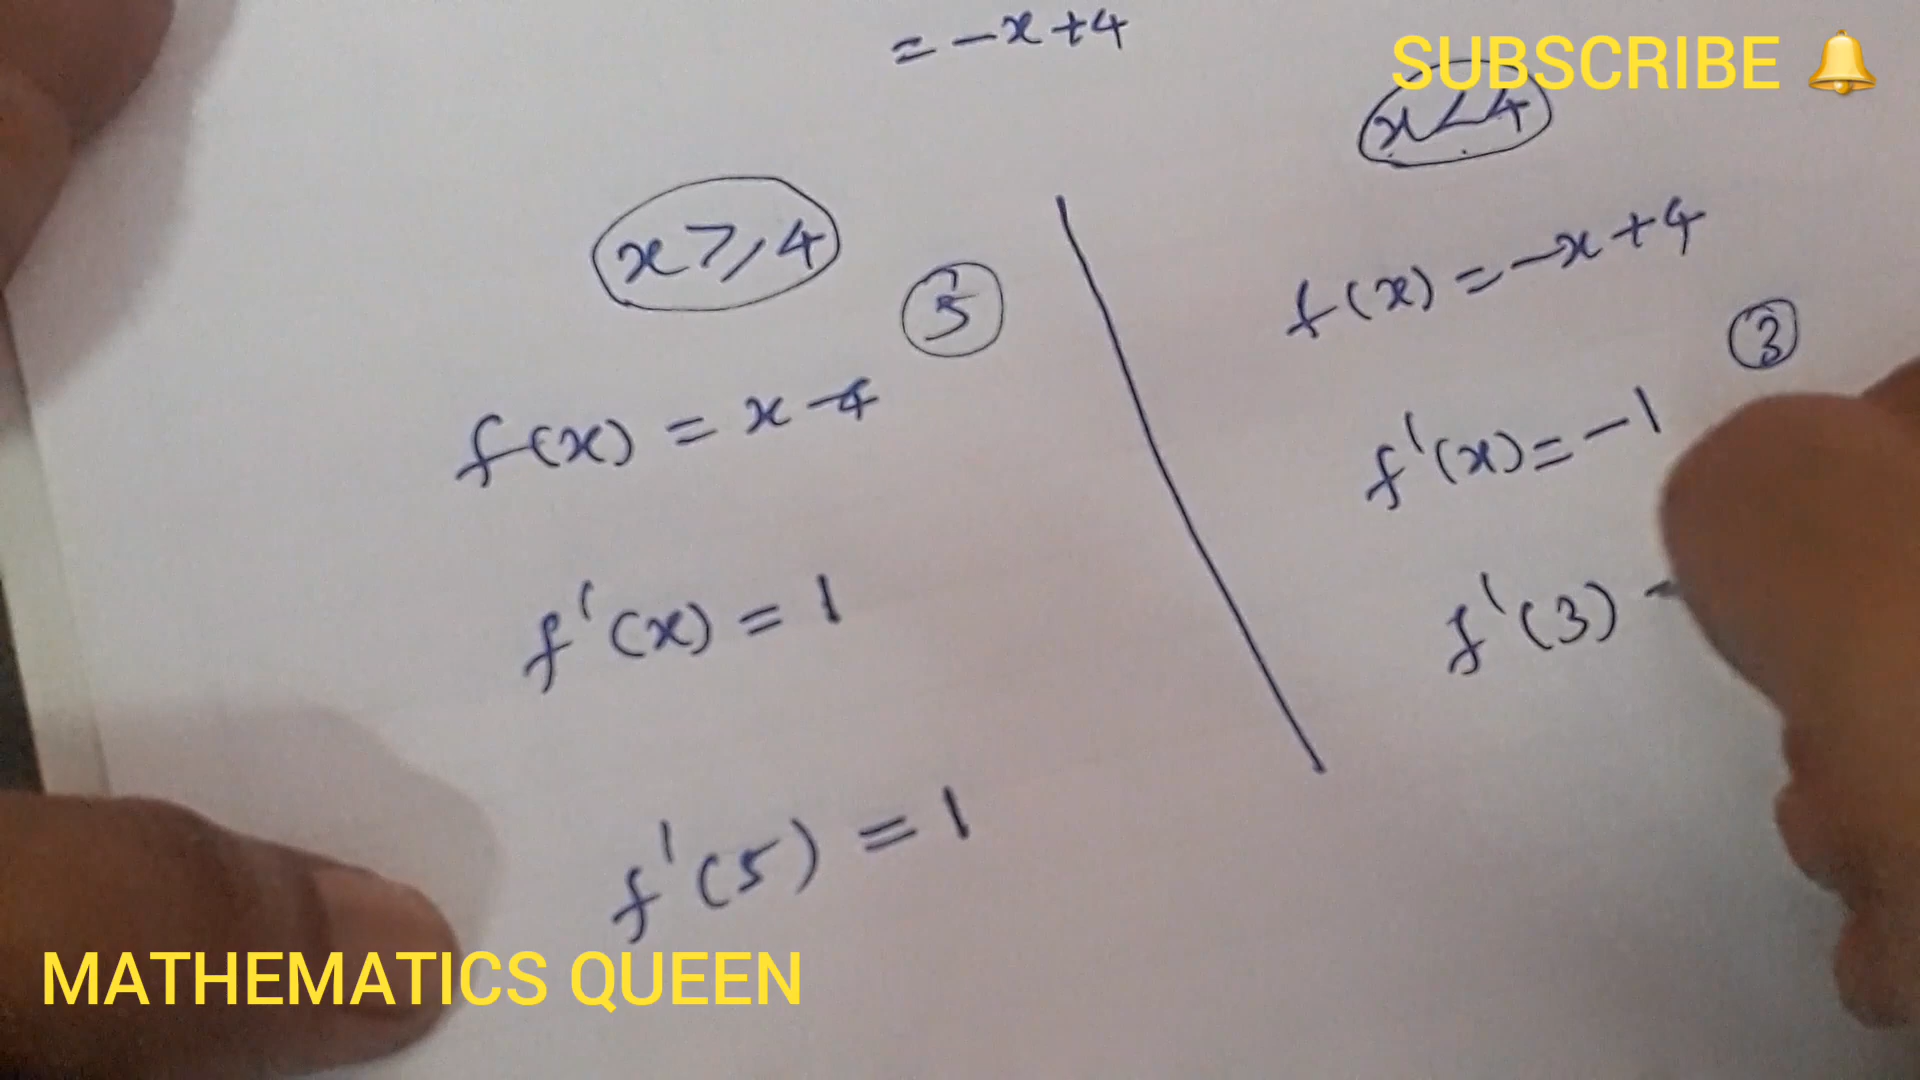 = -x+4
SUBSCRIBE 🔔
x<4
x≥4
5
f(x) = x-4
f'(x) = 1
f'(5) = 1
f(x) = -x+4
3
f'(x) = -1
f'(3)
MATHEMATICS QUEEN